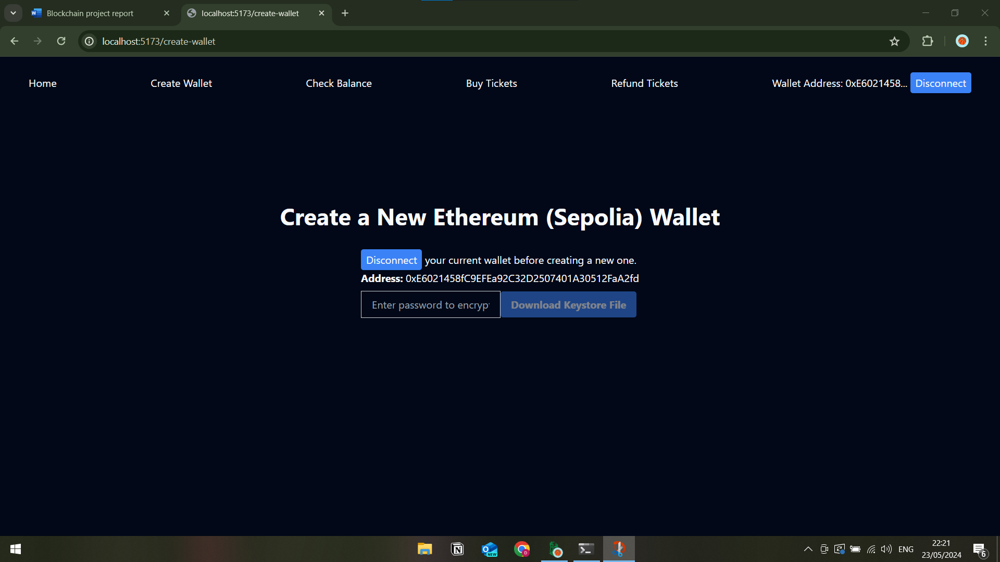 Blockchain project report
localhost:5173/create-wallet
localhost:5173/create-wallet
Home
Create Wallet
Check Balance
Buy Tickets
Refund Tickets
Wallet Address: 0xE6021458...
Disconnect
Create a New Ethereum (Sepolia) Wallet
Disconnect your current wallet before creating a new one.
Address: 0xE6021458fC9EFEa92C32D2507401A30512FaA2fd
Enter password to encryp
Download Keystore File
ENG
22:21
23/05/2024
6
NEW